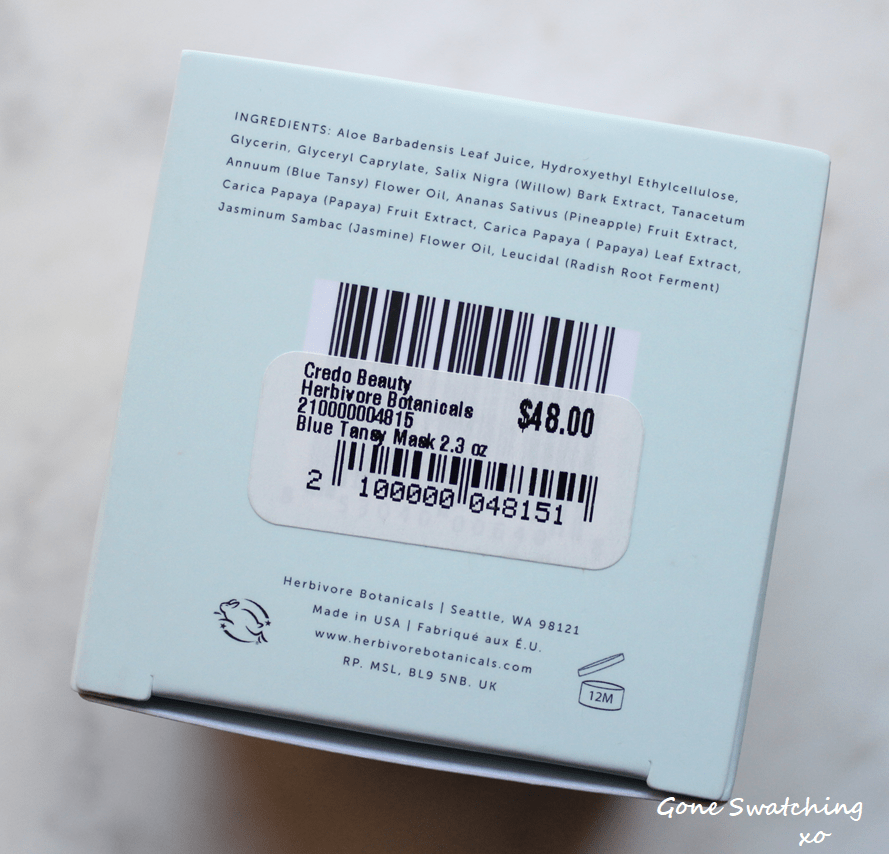 INGREDIENTS: Aloe Barbadensis Leaf Juice, Hydroxyethyl Ethylcellulose,
Glycerin, Glyceryl Caprylate, Salix Nigra (Willow) Bark Extract, Tanacetum
Annuum (Blue Tansy) Flower Oil, Ananas Sativus (Pineapple) Fruit Extract,
Carica Papaya (Papaya) Fruit Extract, Carica Papaya ( Papaya) Leaf Extract,
Jasminum Sambac (Jasmine) Flower Oil, Leucidal (Radish Root Ferment)
Credo Beauty
Herbivore Botanicals
210000004815
$48.00
Blue Tansy Mask 2.3 oz
2 100000 048151
Herbivore Botanicals | Seattle, WA 98121
Made in USA | Fabriqué aux É.U.
www.herbivorebotanicals.com
RP. MSL, BL9 5NB. UK
12M
Gone Swatching
xo